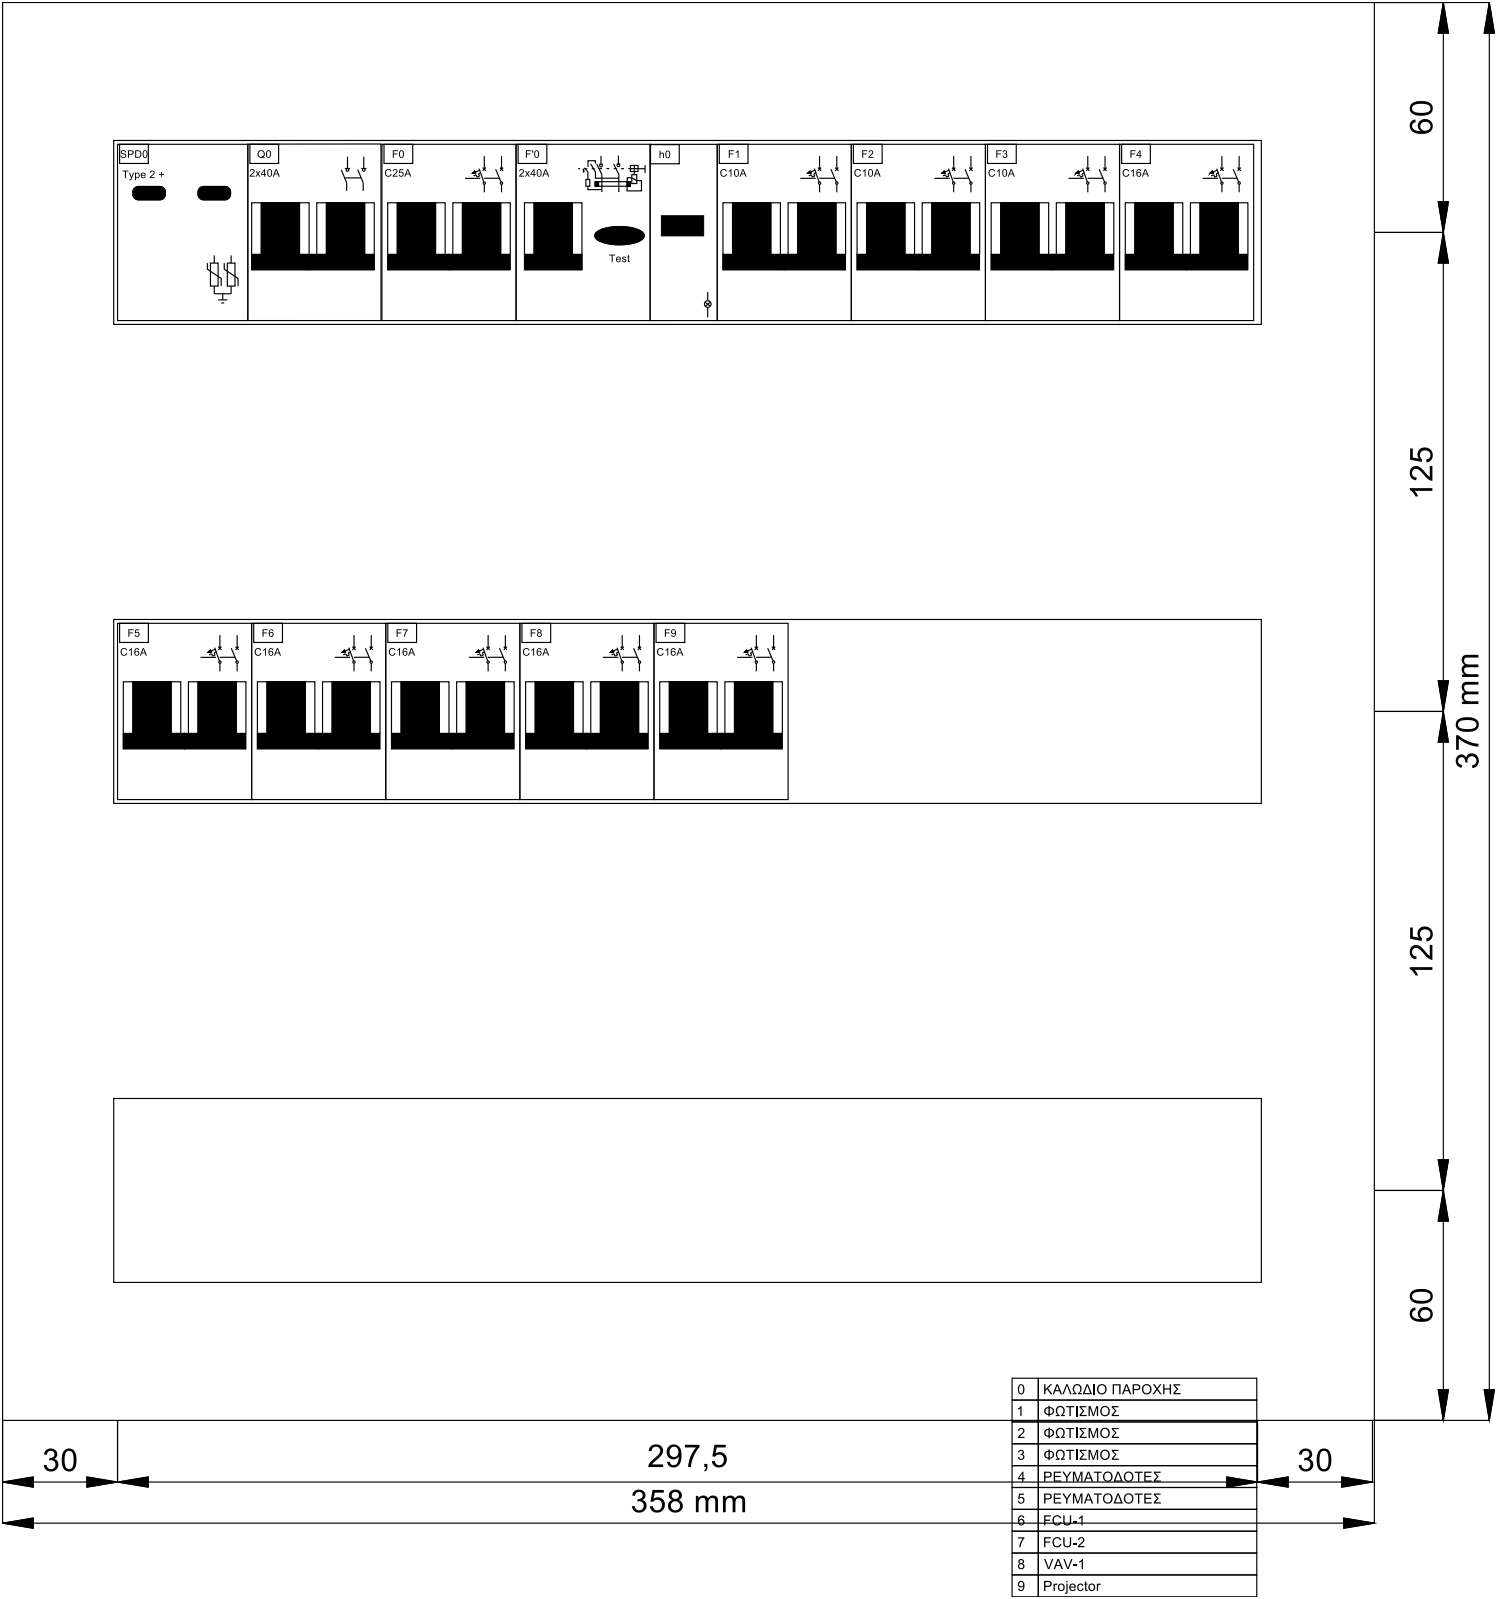 SPD0
Type 2 +
Q0
2x40A
F0
C25A
F'0
2x40A
Test
h0
F1
C10A
F2
C10A
F3
C10A
F4
C16A
60
125
F5
C16A
F6
C16A
F7
C16A
F8
C16A
F9
C16A
370 mm
125
60
30
297,5
30
358 mm
0 ΚΑΛΩΔΙΟ ΠΑΡΟΧΗΣ
1 ΦΩΤΙΣΜΟΣ
2 ΦΩΤΙΣΜΟΣ
3 ΦΩΤΙΣΜΟΣ
4 ΡΕΥΜΑΤΟΔΟΤΕΣ
5 ΡΕΥΜΑΤΟΔΟΤΕΣ
6 FCU-1
7 FCU-2
8 VAV-1
9 Projector